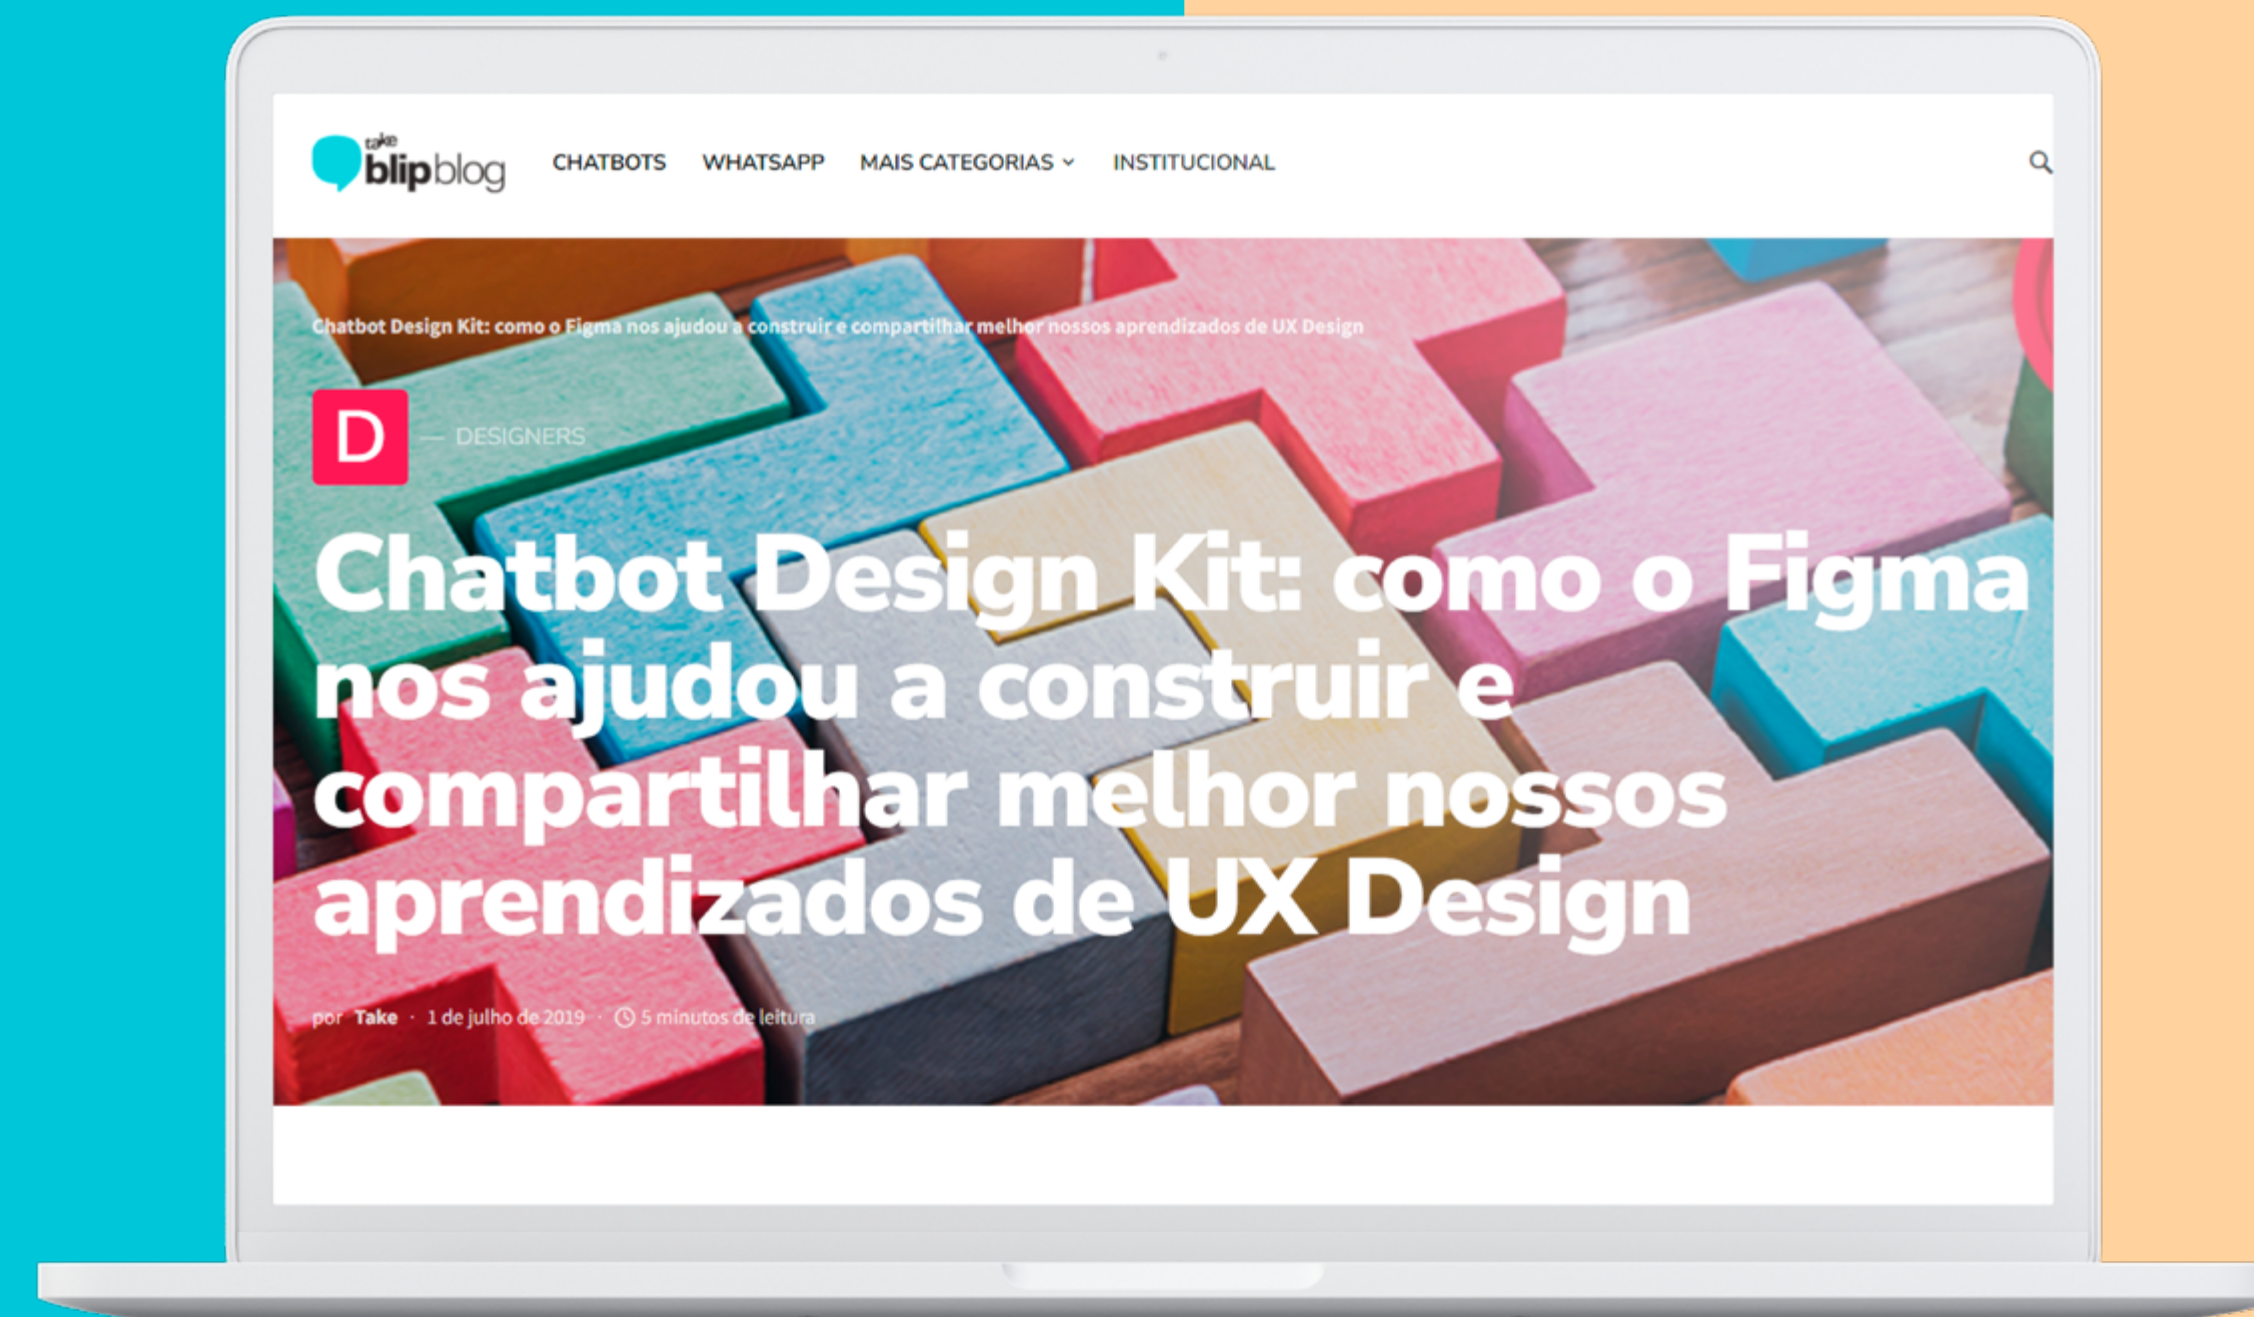 take
blipblog
CHATBOTS WHATSAPP MAIS CATEGORIAS INSTITUCIONAL
Chatbot Design Kit: como o Figma nos ajudou a construir e compartilhar melhor nossos aprendizados de UX Design
D — DESIGNERS
Chatbot Design Kit: como o Figma
nos ajudou a construir e
compartilhar melhor nossos
aprendizados de UX Design
por Take · 1 de julho de 2019 · 5 minutos de leitura